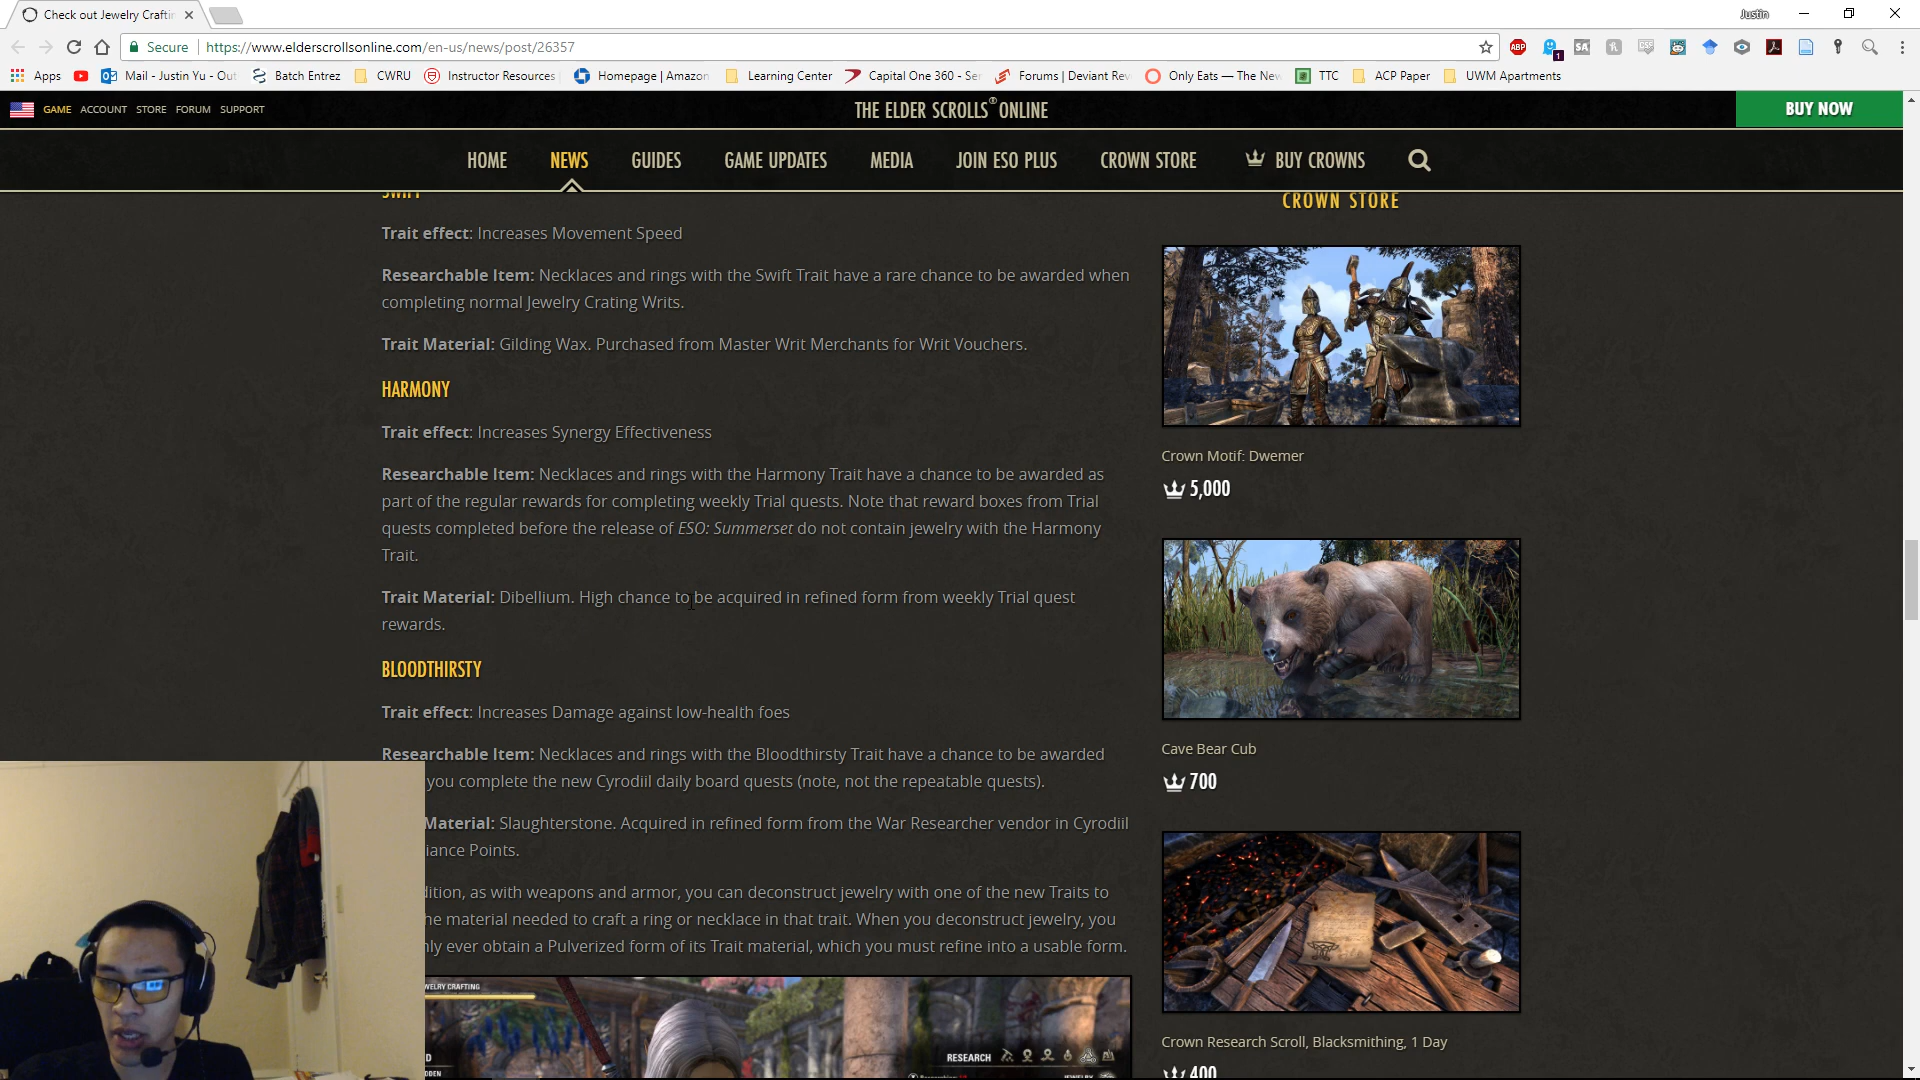 Check out Jewelry Craftin
Justin
Secure
https://www.elderscrollsonline.com/en-us/news/post/26357
Apps
Mail - Justin Yu - Out
Batch Entrez
CWRU
Instructor Resources
Homepage | Amazon
Learning Center
Capital One 360 - Se
Forums | Deviant Rev
Only Eats — The New
TTC
ACP Paper
UWM Apartments
GAME ACCOUNT STORE FORUM SUPPORT
THE ELDER SCROLLS® ONLINE
BUY NOW
HOME NEWS GUIDES GAME UPDATES MEDIA JOIN ESO PLUS CROWN STORE BUY CROWNS
SWIFT
Trait effect: Increases Movement Speed
Researchable Item: Necklaces and rings with the Swift Trait have a rare chance to be awarded when
completing normal Jewelry Crating Writs.
Trait Material: Gilding Wax. Purchased from Master Writ Merchants for Writ Vouchers.
HARMONY
Trait effect: Increases Synergy Effectiveness
Researchable Item: Necklaces and rings with the Harmony Trait have a chance to be awarded as
part of the regular rewards for completing weekly Trial quests. Note that reward boxes from Trial
quests completed before the release of ESO: Summerset do not contain jewelry with the Harmony
Trait.
Trait Material: Dibellium. High chance to be acquired in refined form from weekly Trial quest
rewards.
BLOODTHIRSTY
Trait effect: Increases Damage against low-health foes
Researchable Item: Necklaces and rings with the Bloodthirsty Trait have a chance to be awarded
you complete the new Cyrodiil daily board quests (note, not the repeatable quests).
Material: Slaughterstone. Acquired in refined form from the War Researcher vendor in Cyrodiil
iance Points.
dition, as with weapons and armor, you can deconstruct jewelry with one of the new Traits to
he material needed to craft a ring or necklace in that trait. When you deconstruct jewelry, you
nly ever obtain a Pulverized form of its Trait material, which you must refine into a usable form.
WELRY CRAFTING
RESEARCH
CROWN STORE
Crown Motif: Dwemer
5,000
Cave Bear Cub
700
Crown Research Scroll, Blacksmithing, 1 Day
400